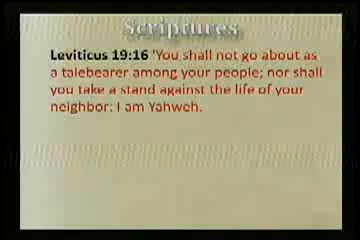 Scriptures
Leviticus 19:16 'You shall not go about as
a talebearer among your people; nor shall
you take a stand against the life of your
neighbor: I am Yahweh.